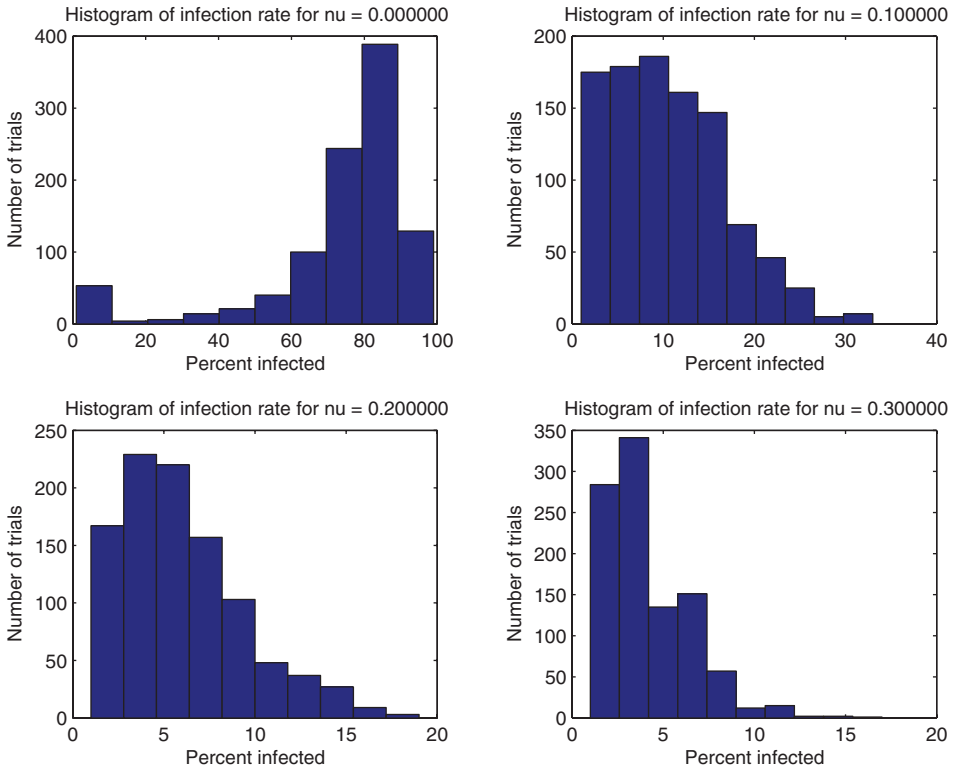 Histogram of infection rate for nu = 0.000000
400
300
200
100
0
0 20 40 60 80 100
Number of trials
Percent infected
Histogram of infection rate for nu = 0.100000
200
150
100
50
0
0 10 20 30 40
Number of trials
Percent infected
Histogram of infection rate for nu = 0.200000
250
200
150
100
50
0
0 5 10 15 20
Number of trials
Percent infected
Histogram of infection rate for nu = 0.300000
350
300
250
200
150
100
50
0
0 5 10 15 20
Number of trials
Percent infected